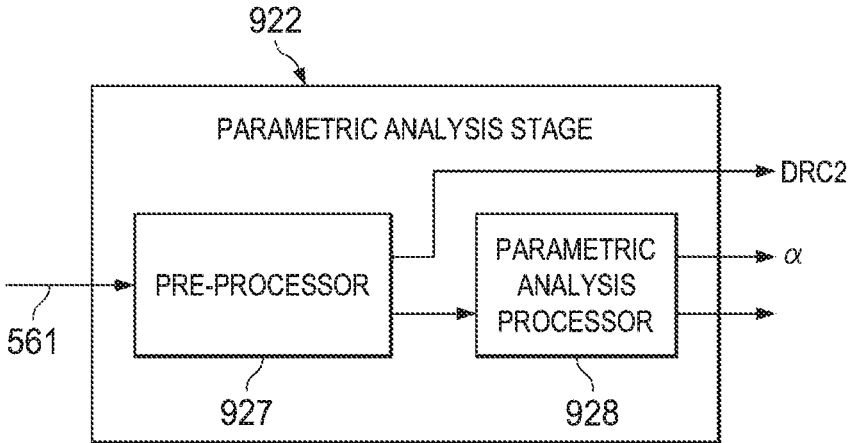 922
PARAMETRIC ANALYSIS STAGE
DRC2
PRE-PROCESSOR
PARAMETRIC
ANALYSIS
PROCESSOR
α
561
927
928